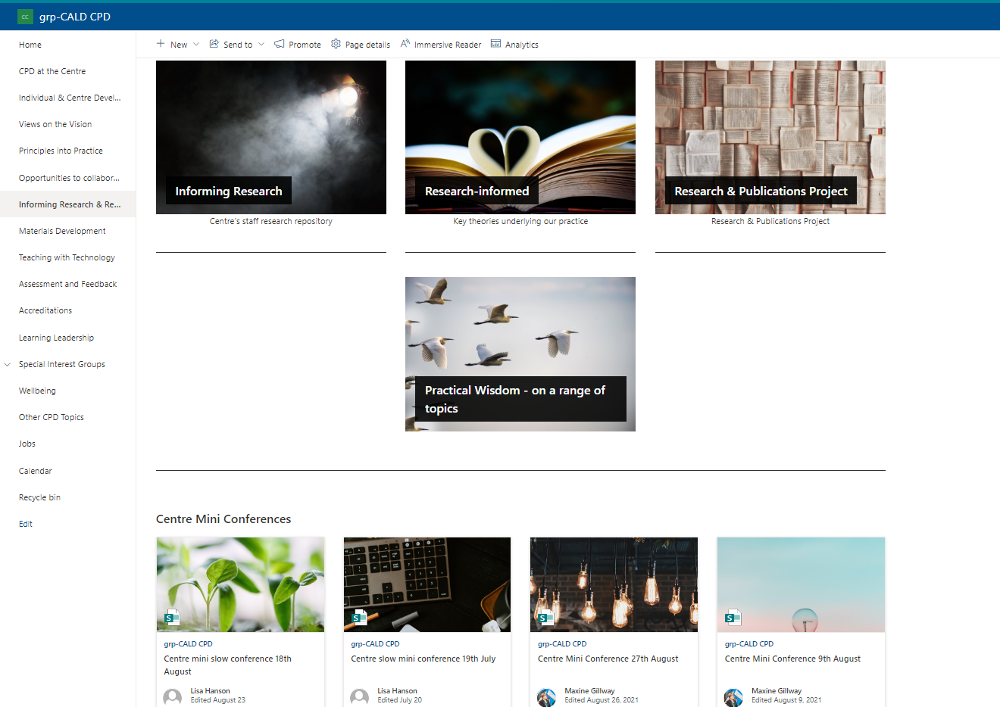 CC grp-CALD CPD
New Send to Promote Page details Immersive Reader Analytics
Home
CPD at the Centre
Individual & Centre Devel...
Views on the Vision
Principles into Practice
Opportunities to collabor...
Informing Research & Re...
Materials Development
Teaching with Technology
Assessment and Feedback
Accreditations
Learning Leadership
Special Interest Groups
Wellbeing
Other CPD Topics
Jobs
Calendar
Recycle bin
Edit
Informing Research
Centre's staff research repository
Research-informed
Key theories underlying our practice
Research & Publications Project
Research & Publications Project
Practical Wisdom - on a range of
topics
Centre Mini Conferences
S
grp-CALD CPD
Centre mini slow conference 18th
August
Lisa Hanson
Edited August 23
S
grp-CALD CPD
Centre slow mini conference 19th July
Lisa Hanson
Edited July 20
S
grp-CALD CPD
Centre Mini Conference 27th August
Maxine Gillway
Edited August 26, 2021
S
grp-CALD CPD
Centre Mini Conference 9th August
Maxine Gillway
Edited August 9, 2021